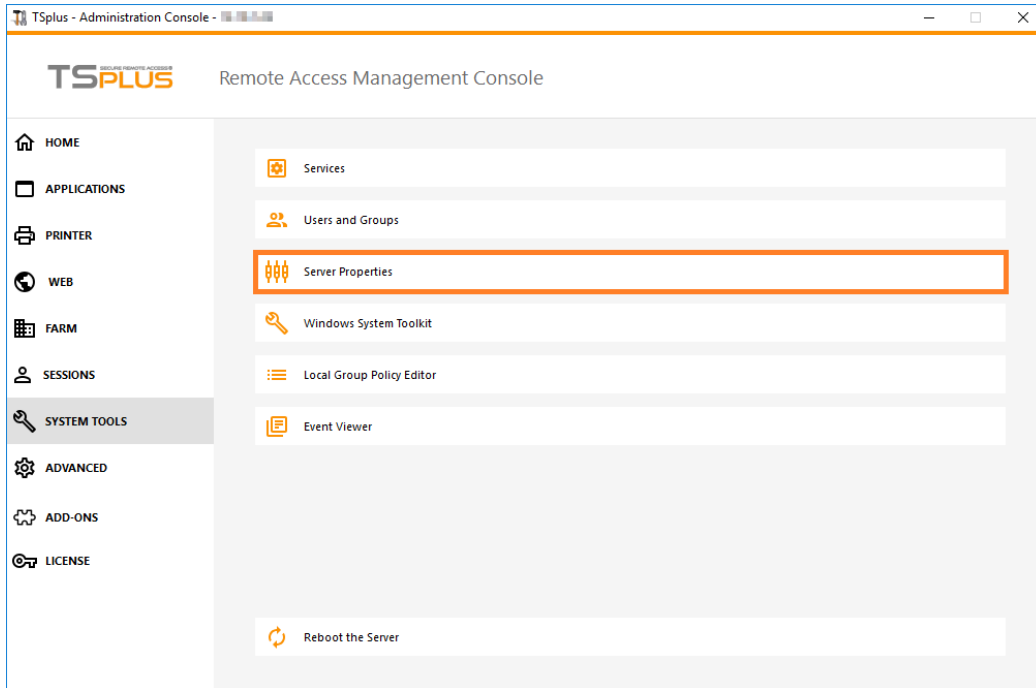 TSplus - Administration Console -
SECURE REMOTE ACCESS®
TSPLUS
Remote Access Management Console
HOME
APPLICATIONS
PRINTER
WEB
FARM
SESSIONS
SYSTEM TOOLS
ADVANCED
ADD-ONS
LICENSE
Services
Users and Groups
Server Properties
Windows System Toolkit
Local Group Policy Editor
Event Viewer
Reboot the Server